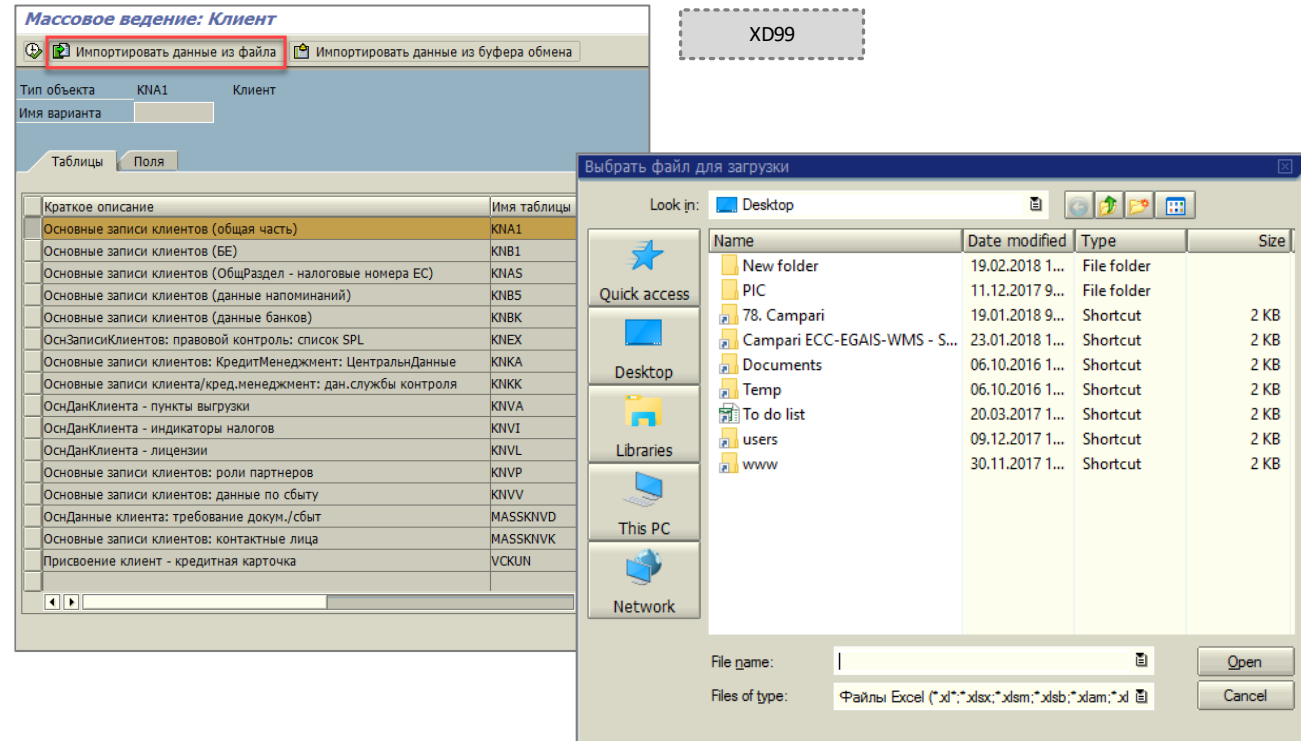 Массовое ведение: Клиент
Импортировать данные из файла Импортировать данные из буфера обмена
XD99
Тип объекта KNA1 Клиент
Имя варианта
Таблицы Поля
Краткое описание Имя таблицы
Основные записи клиентов (общая часть) KNA1
Основные записи клиентов (БЕ) KNB1
Основные записи клиентов (ОбщРаздел - налоговые номера ЕС) KNAS
Основные записи клиентов (данные напоминаний) KNB5
Основные записи клиентов (данные банков) KNBK
ОснЗаписиКлиентов: правовой контроль: список SPL KNEX
Основные записи клиентов: КредитМенеджмент: ЦентральнДанные KNKA
Основные записи клиента/кред.менеджмент: дан.службы контроля KNKK
ОснДанКлиента - пункты выгрузки KNVA
ОснДанКлиента - индикаторы налогов KNVI
ОснДанКлиента - лицензии KNVL
Основные записи клиентов: роли партнеров KNVP
Основные записи клиентов: данные по сбыту KNVV
ОснДанные клиента: требование докум./сбыт MASSKNVD
Основные записи клиентов: контактные лица MASSKNVK
Присвоение клиент - кредитная карточка VCKUN
Выбрать файл для загрузки
Look in: Desktop
Quick access
Desktop
Libraries
This PC
Network
Name Date modified Type Size
New folder 19.02.2018 1... File folder
PIC 11.12.2017 9... File folder
78. Campari 19.01.2018 9... Shortcut 2 KB
Campari ECC-EGAIS-WMS - S... 23.01.2018 1... Shortcut 2 KB
Documents 06.10.2016 1... Shortcut 2 KB
Temp 06.10.2016 1... Shortcut 2 KB
To do list 20.03.2017 1... Shortcut 2 KB
users 09.12.2017 1... Shortcut 2 KB
www 30.11.2017 1... Shortcut 2 KB
File name: Open
Files of type: Файлы Excel (*.xl*;*.xlsx;*.xlsm;*.xlsb;*.xlam;*.xl Cancel